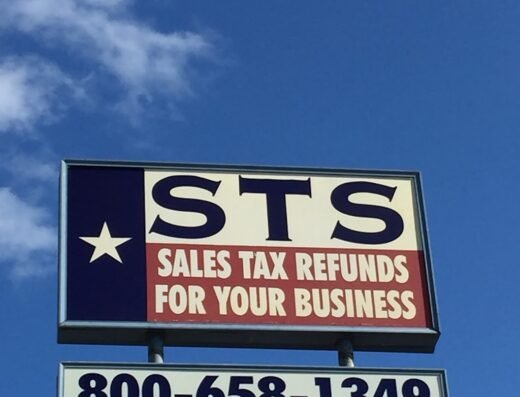 STS
SALES TAX REFUNDS
FOR YOUR BUSINESS
800-658-1349